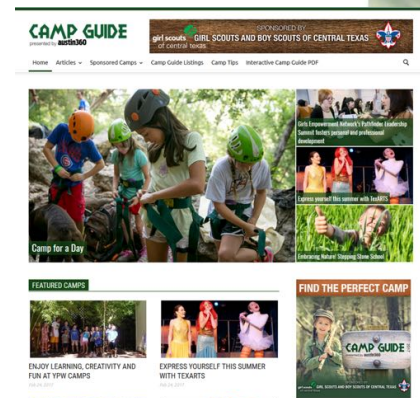 CAMP GUIDE
presented by austin360
SPONSORED BY
girl scouts
of central texas
GIRL SCOUTS AND BOY SCOUTS OF CENTRAL TEXAS
Home Articles Sponsored Camps Camp Guide Listings Camp Tips Interactive Camp Guide PDF
Camp for a Day
Girls Empowerment Network's Pathfinder Leadership
Summit fosters personal and professional
development
Express yourself this summer with TexARTS
Embracing Nature: Stepping Stone School
FEATURED CAMPS
ENJOY LEARNING, CREATIVITY AND
FUN AT YPW CAMPS
EXPRESS YOURSELF THIS SUMMER
WITH TEXARTS
FIND THE PERFECT CAMP
CAMP GUIDE
GIRL SCOUTS AND BOY SCOUTS OF CENTRAL TEXAS